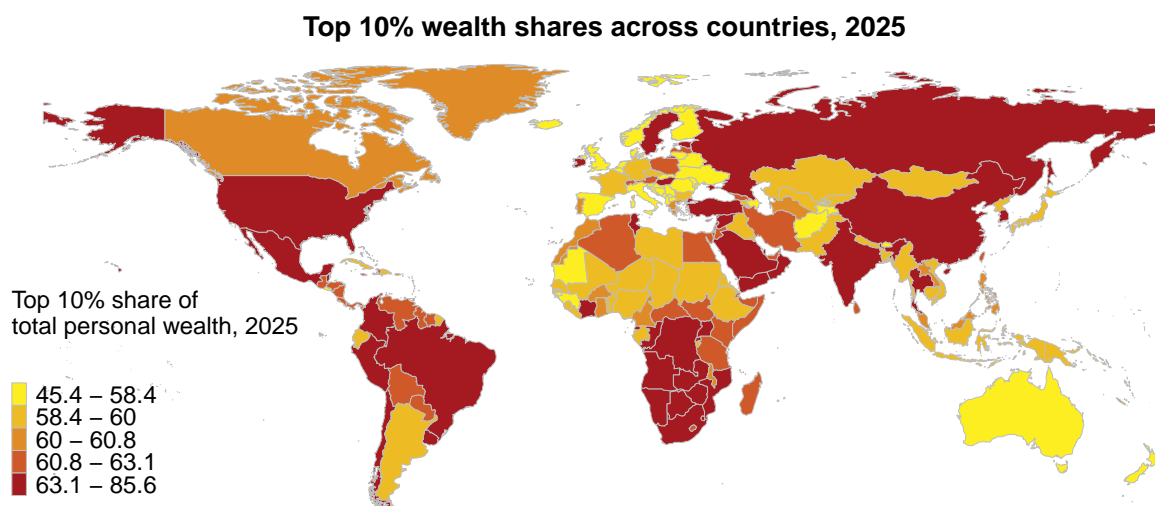 Top 10% wealth shares across countries, 2025
Top 10% share of
total personal wealth, 2025
45.4 – 58.4
58.4 – 60
60 – 60.8
60.8 – 63.1
63.1 – 85.6